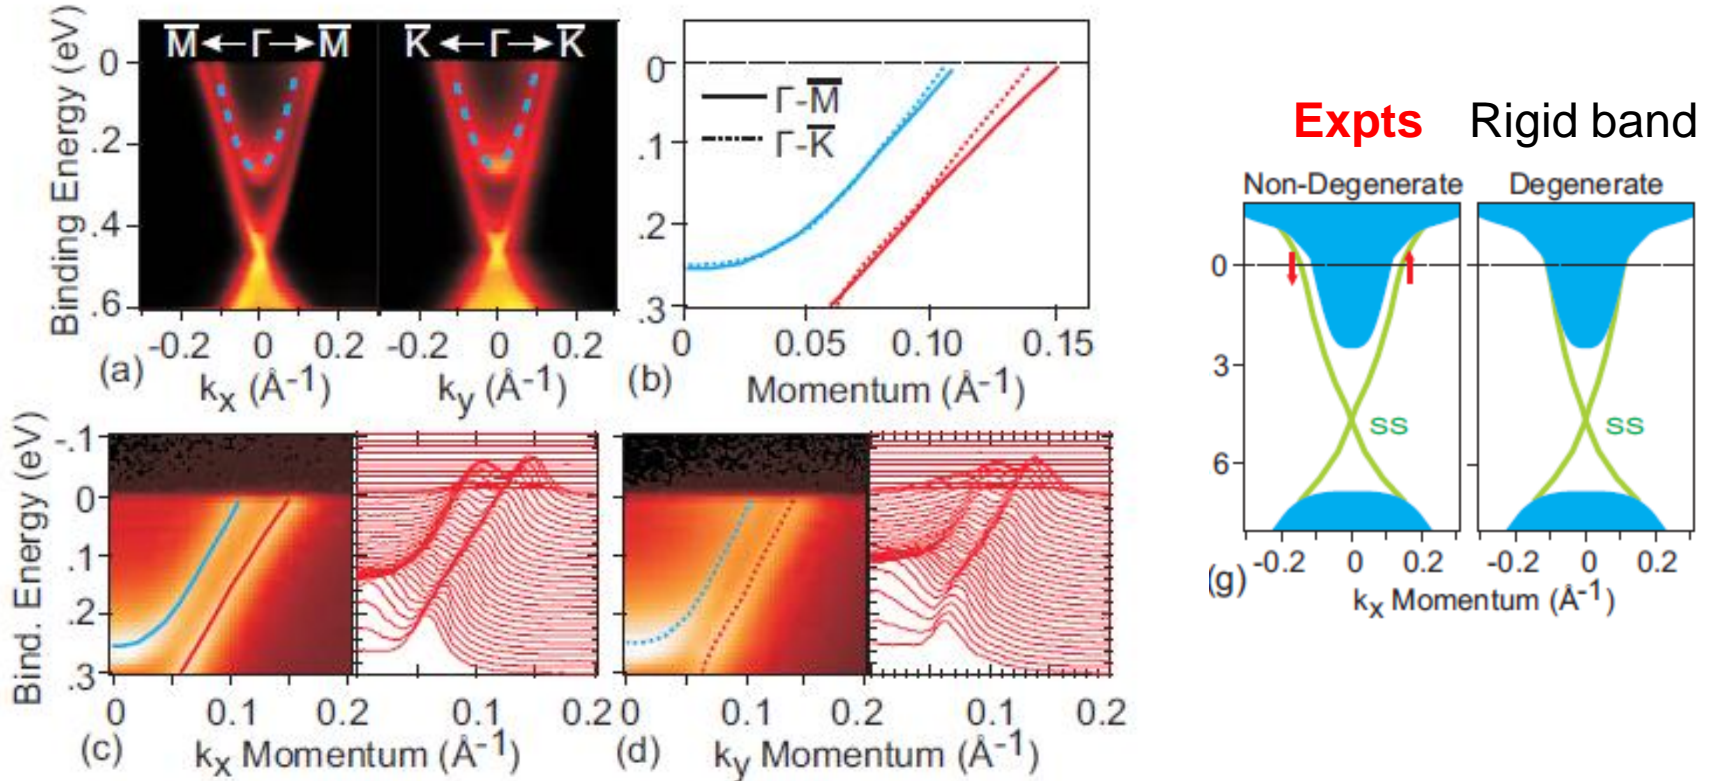 M̅ ←Γ→ M̅
K̅ ←Γ→ K̅
Binding Energy (eV)
0
.2
.4
.6
-0.2 0 0.2
-0.2 0 0.2
(a)
kx (Å-1)
ky (Å-1)
0
.1
.2
.3
Γ-M̅
Γ-K̅
0 0.05 0.10 0.15
(b)
Momentum (Å-1)
Expts Rigid band
Non-Degenerate
Degenerate
0
3
6
SS
SS
-0.2 0 0.2
-0.2 0 0.2
(g)
kx Momentum (Å-1)
Bind. Energy (eV)
-.1
0
.1
.2
.3
0 0.1 0.2
0.1 0.2
(c)
kx Momentum (Å-1)
0 0.1 0.2
0.1 0.2
(d)
ky Momentum (Å-1)